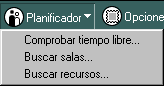 Planificador Opcione
Comprobar tiempo libre...
Buscar salas...
Buscar recursos...